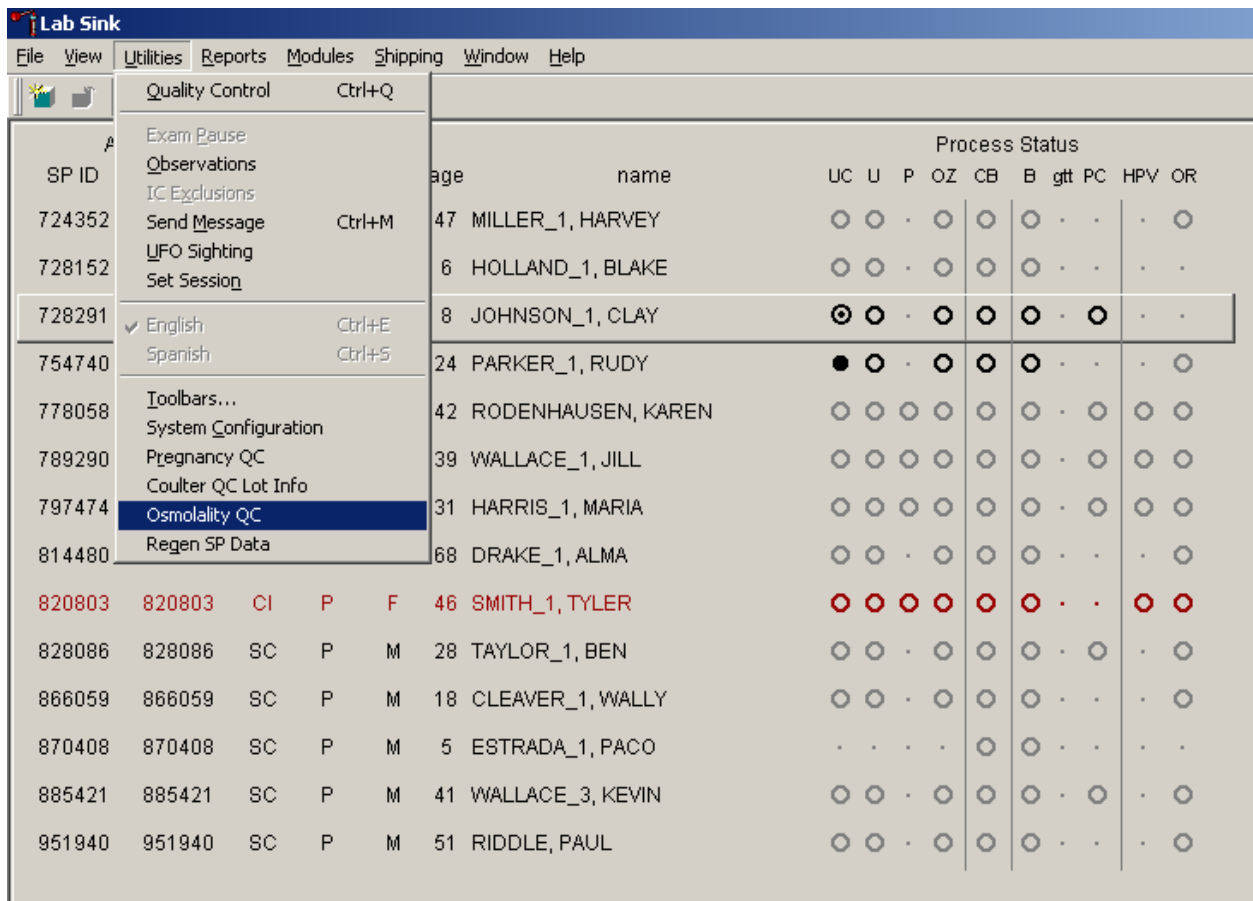 Lab Sink
File View Utilities Reports Modules Shipping Window Help
Quality Control Ctrl+Q
Exam Pause
Observations
IC Exclusions
Send Message Ctrl+M
UFO Sighting
Set Session
English Ctrl+E
Spanish Ctrl+S
Toolbars...
System Configuration
Pregnancy QC
Coulter QC Lot Info
Osmolality QC
Regen SP Data
A Process Status
SP ID age name UC U P OZ CB B gtt PC HPV OR
724352 47 MILLER_1, HARVEY
728152 6 HOLLAND_1, BLAKE
728291 8 JOHNSON_1, CLAY
754740 24 PARKER_1, RUDY
778058 42 RODENHAUSEN, KAREN
789290 39 WALLACE_1, JILL
797474 31 HARRIS_1, MARIA
814480 68 DRAKE_1, ALMA
820803 820803 CI P F 46 SMITH_1, TYLER
828086 828086 SC P M 28 TAYLOR_1, BEN
866059 866059 SC P M 18 CLEAVER_1, WALLY
870408 870408 SC P M 5 ESTRADA_1, PACO
885421 885421 SC P M 41 WALLACE_3, KEVIN
951940 951940 SC P M 51 RIDDLE, PAUL